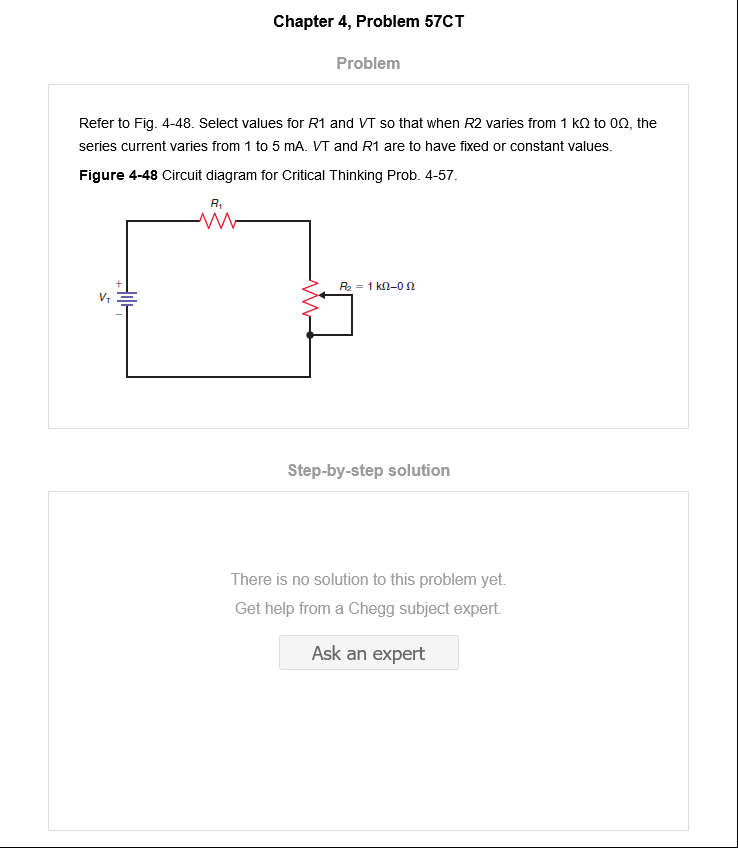 Chapter 4, Problem 57CT
Problem
Refer to Fig. 4-48. Select values for R1 and VT so that when R2 varies from 1 kΩ to 0Ω, the
series current varies from 1 to 5 mA. VT and R1 are to have fixed or constant values.
Figure 4-48 Circuit diagram for Critical Thinking Prob. 4-57.
R₁
+
R₂ = 1 kΩ–0 Ω
V_T
−
Step-by-step solution
There is no solution to this problem yet.
Get help from a Chegg subject expert.
Ask an expert